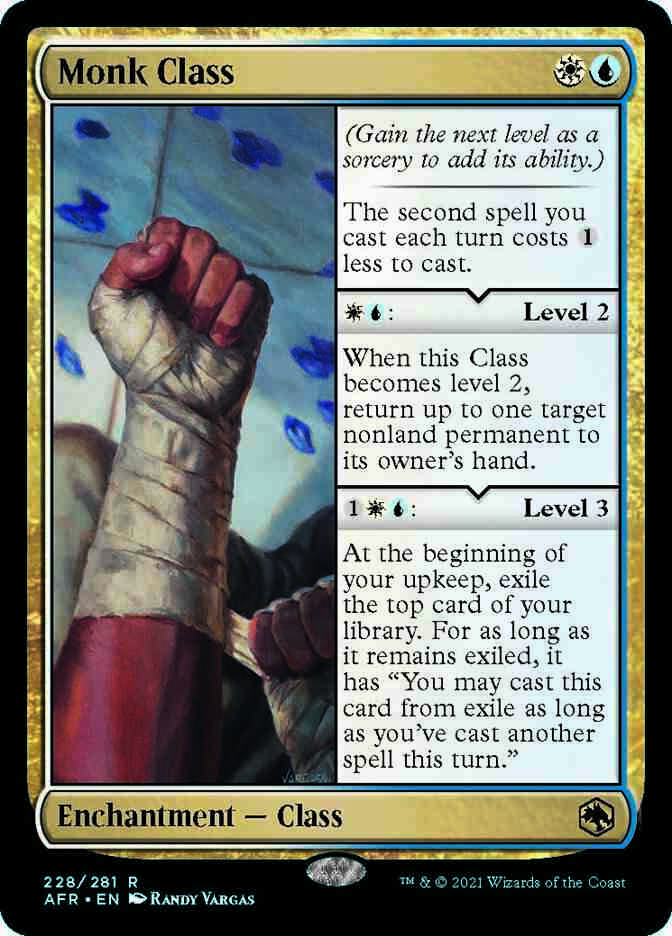 Monk Class
(Gain the next level as a
sorcery to add its ability.)
The second spell you
cast each turn costs 1
less to cast.
: Level 2
When this Class
becomes level 2,
return up to one target
nonland permanent to
its owner’s hand.
1 : Level 3
At the beginning of
your upkeep, exile
the top card of your
library. For as long as
it remains exiled, it
has “You may cast this
card from exile as long
as you’ve cast another
spell this turn.”
Enchantment — Class
228/281 R
AFR • EN Randy Vargas
™ & © 2021 Wizards of the Coast